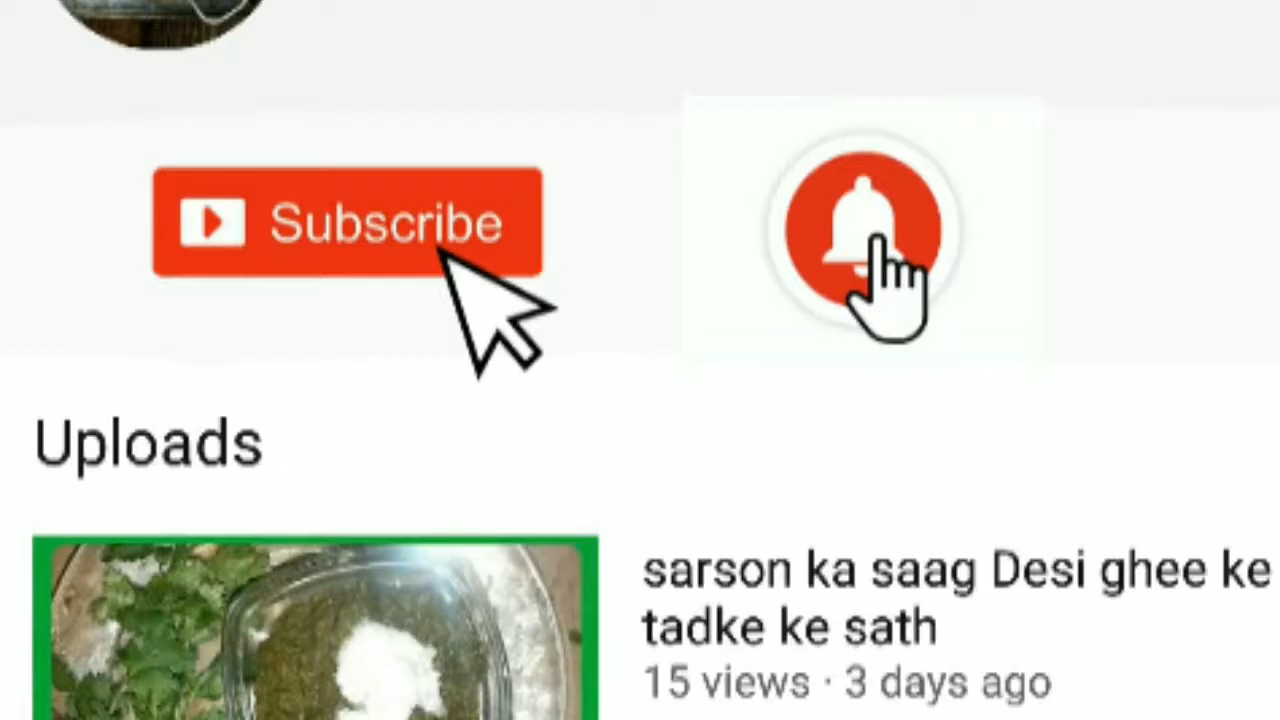 Subscribe
Uploads
sarson ka saag Desi ghee ke
tadke ke sath
15 views · 3 days ago